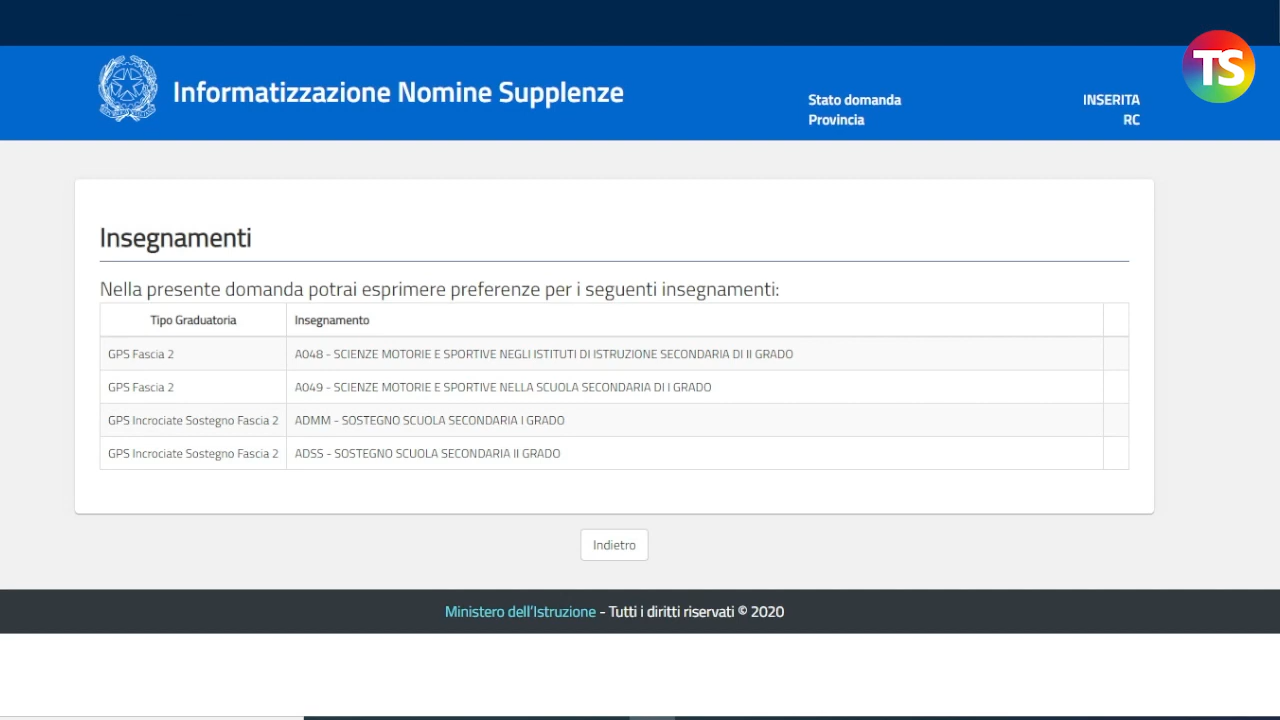 TS
Informatizzazione Nomine Supplenze
Stato domanda INSERITA
Provincia RC
Insegnamenti
Nella presente domanda potrai esprimere preferenze per i seguenti insegnamenti:
Tipo Graduatoria Insegnamento
GPS Fascia 2 A048 - SCIENZE MOTORIE E SPORTIVE NEGLI ISTITUTI DI ISTRUZIONE SECONDARIA DI II GRADO
GPS Fascia 2 A049 - SCIENZE MOTORIE E SPORTIVE NELLA SCUOLA SECONDARIA DI I GRADO
GPS Incrociate Sostegno Fascia 2 ADMM - SOSTEGNO SCUOLA SECONDARIA I GRADO
GPS Incrociate Sostegno Fascia 2 ADSS - SOSTEGNO SCUOLA SECONDARIA II GRADO
Indietro
Ministero dell'Istruzione - Tutti i diritti riservati © 2020